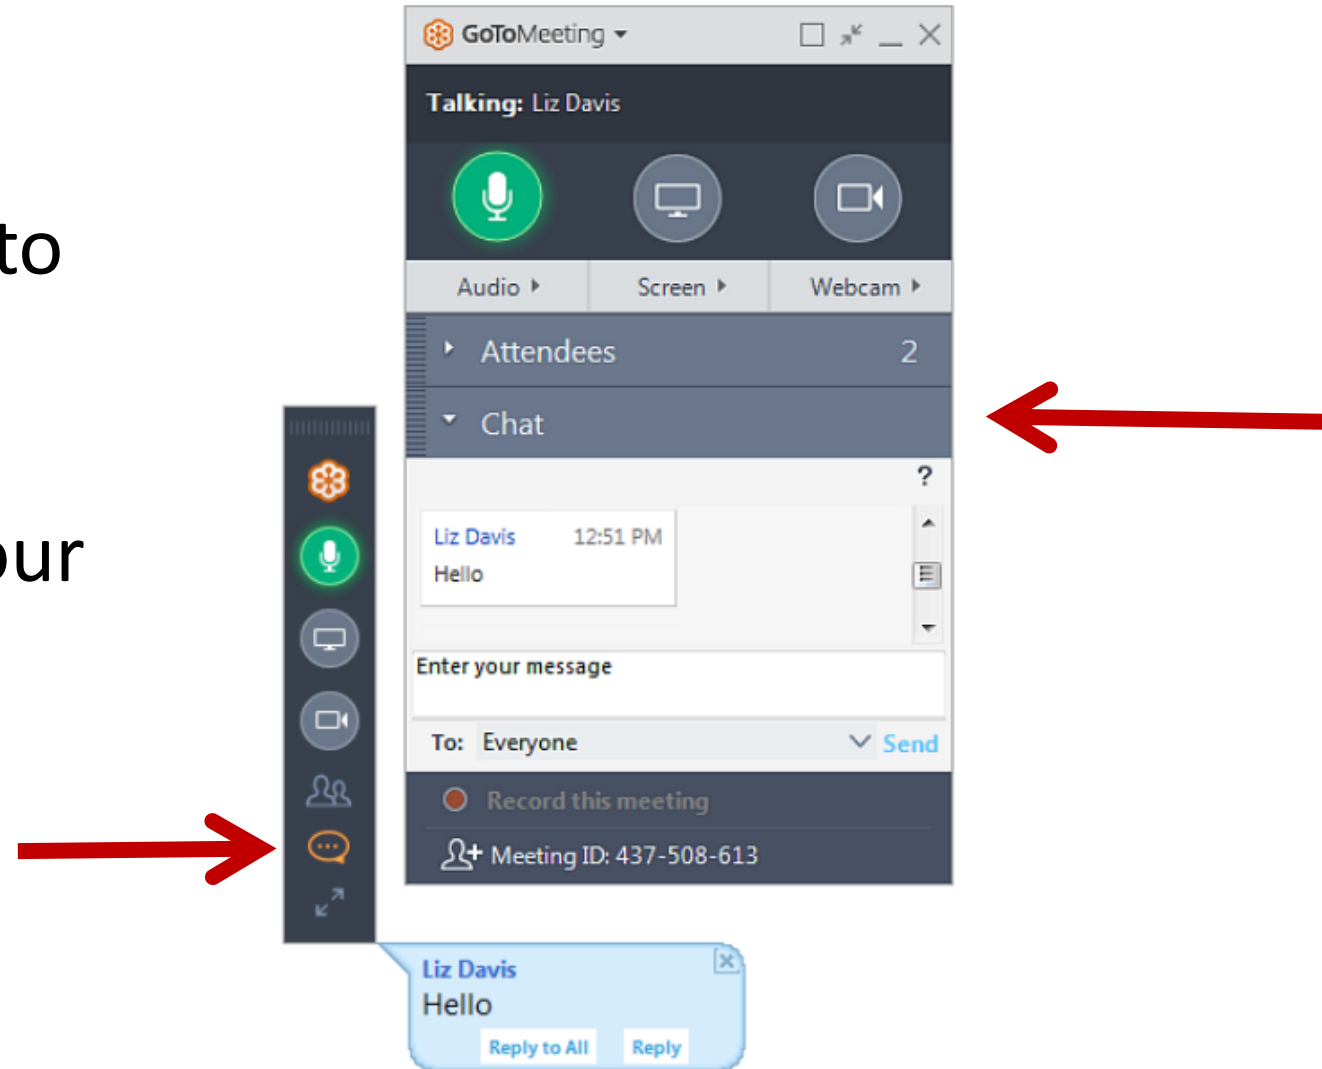 to
our
GoToMeeting
Talking: Liz Davis
Audio
Screen
Webcam
Attendees 2
Chat
?
Liz Davis 12:51 PM
Hello
Enter your message
To: Everyone Send
Record this meeting
Meeting ID: 437-508-613
Liz Davis
Hello
Reply to All Reply